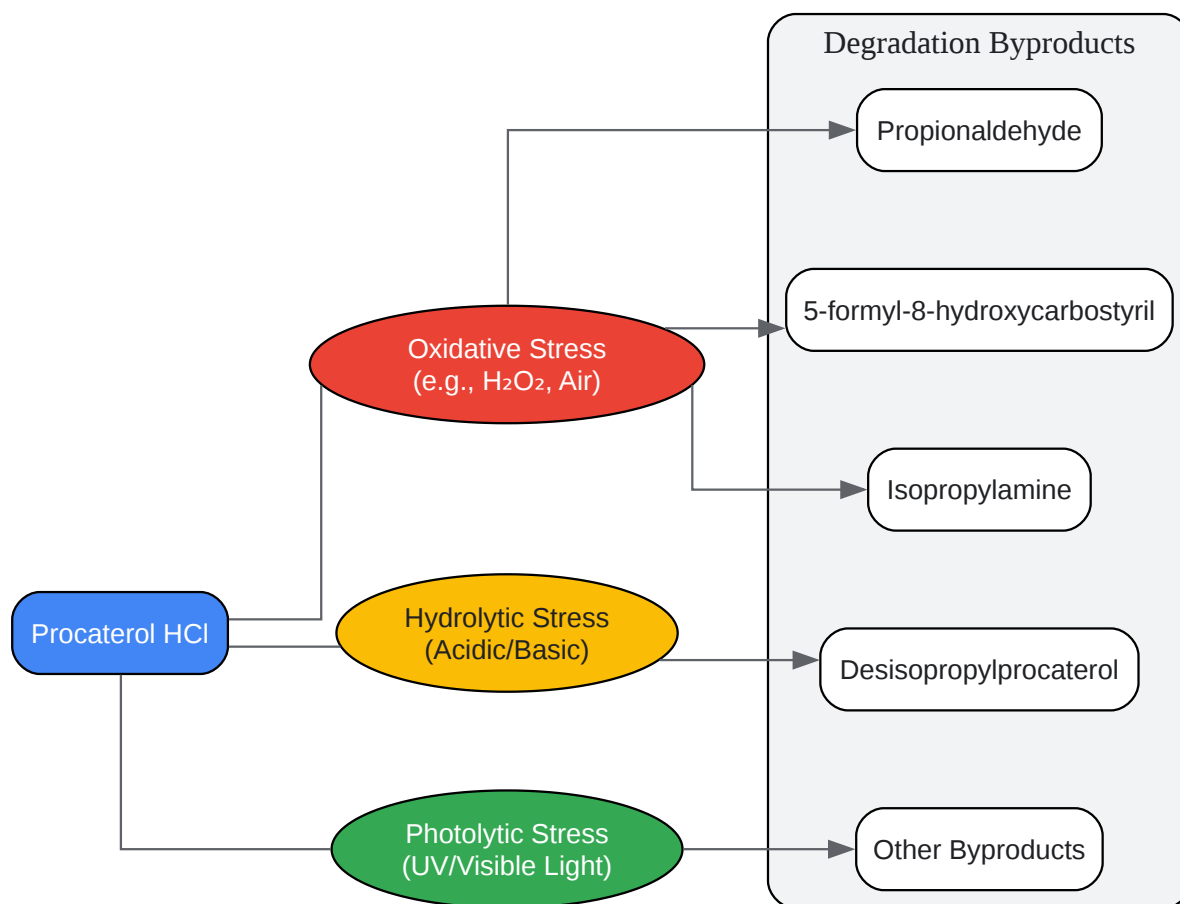 Degradation Byproducts
Propionaldehyde
5-formyl-8-hydroxycarbostyril
Oxidative Stress
(e.g., H₂O₂, Air)
Isopropylamine
Procaterol HCl
Hydrolytic Stress
(Acidic/Basic)
Desisopropylprocaterol
Photolytic Stress
(UV/Visible Light)
Other Byproducts